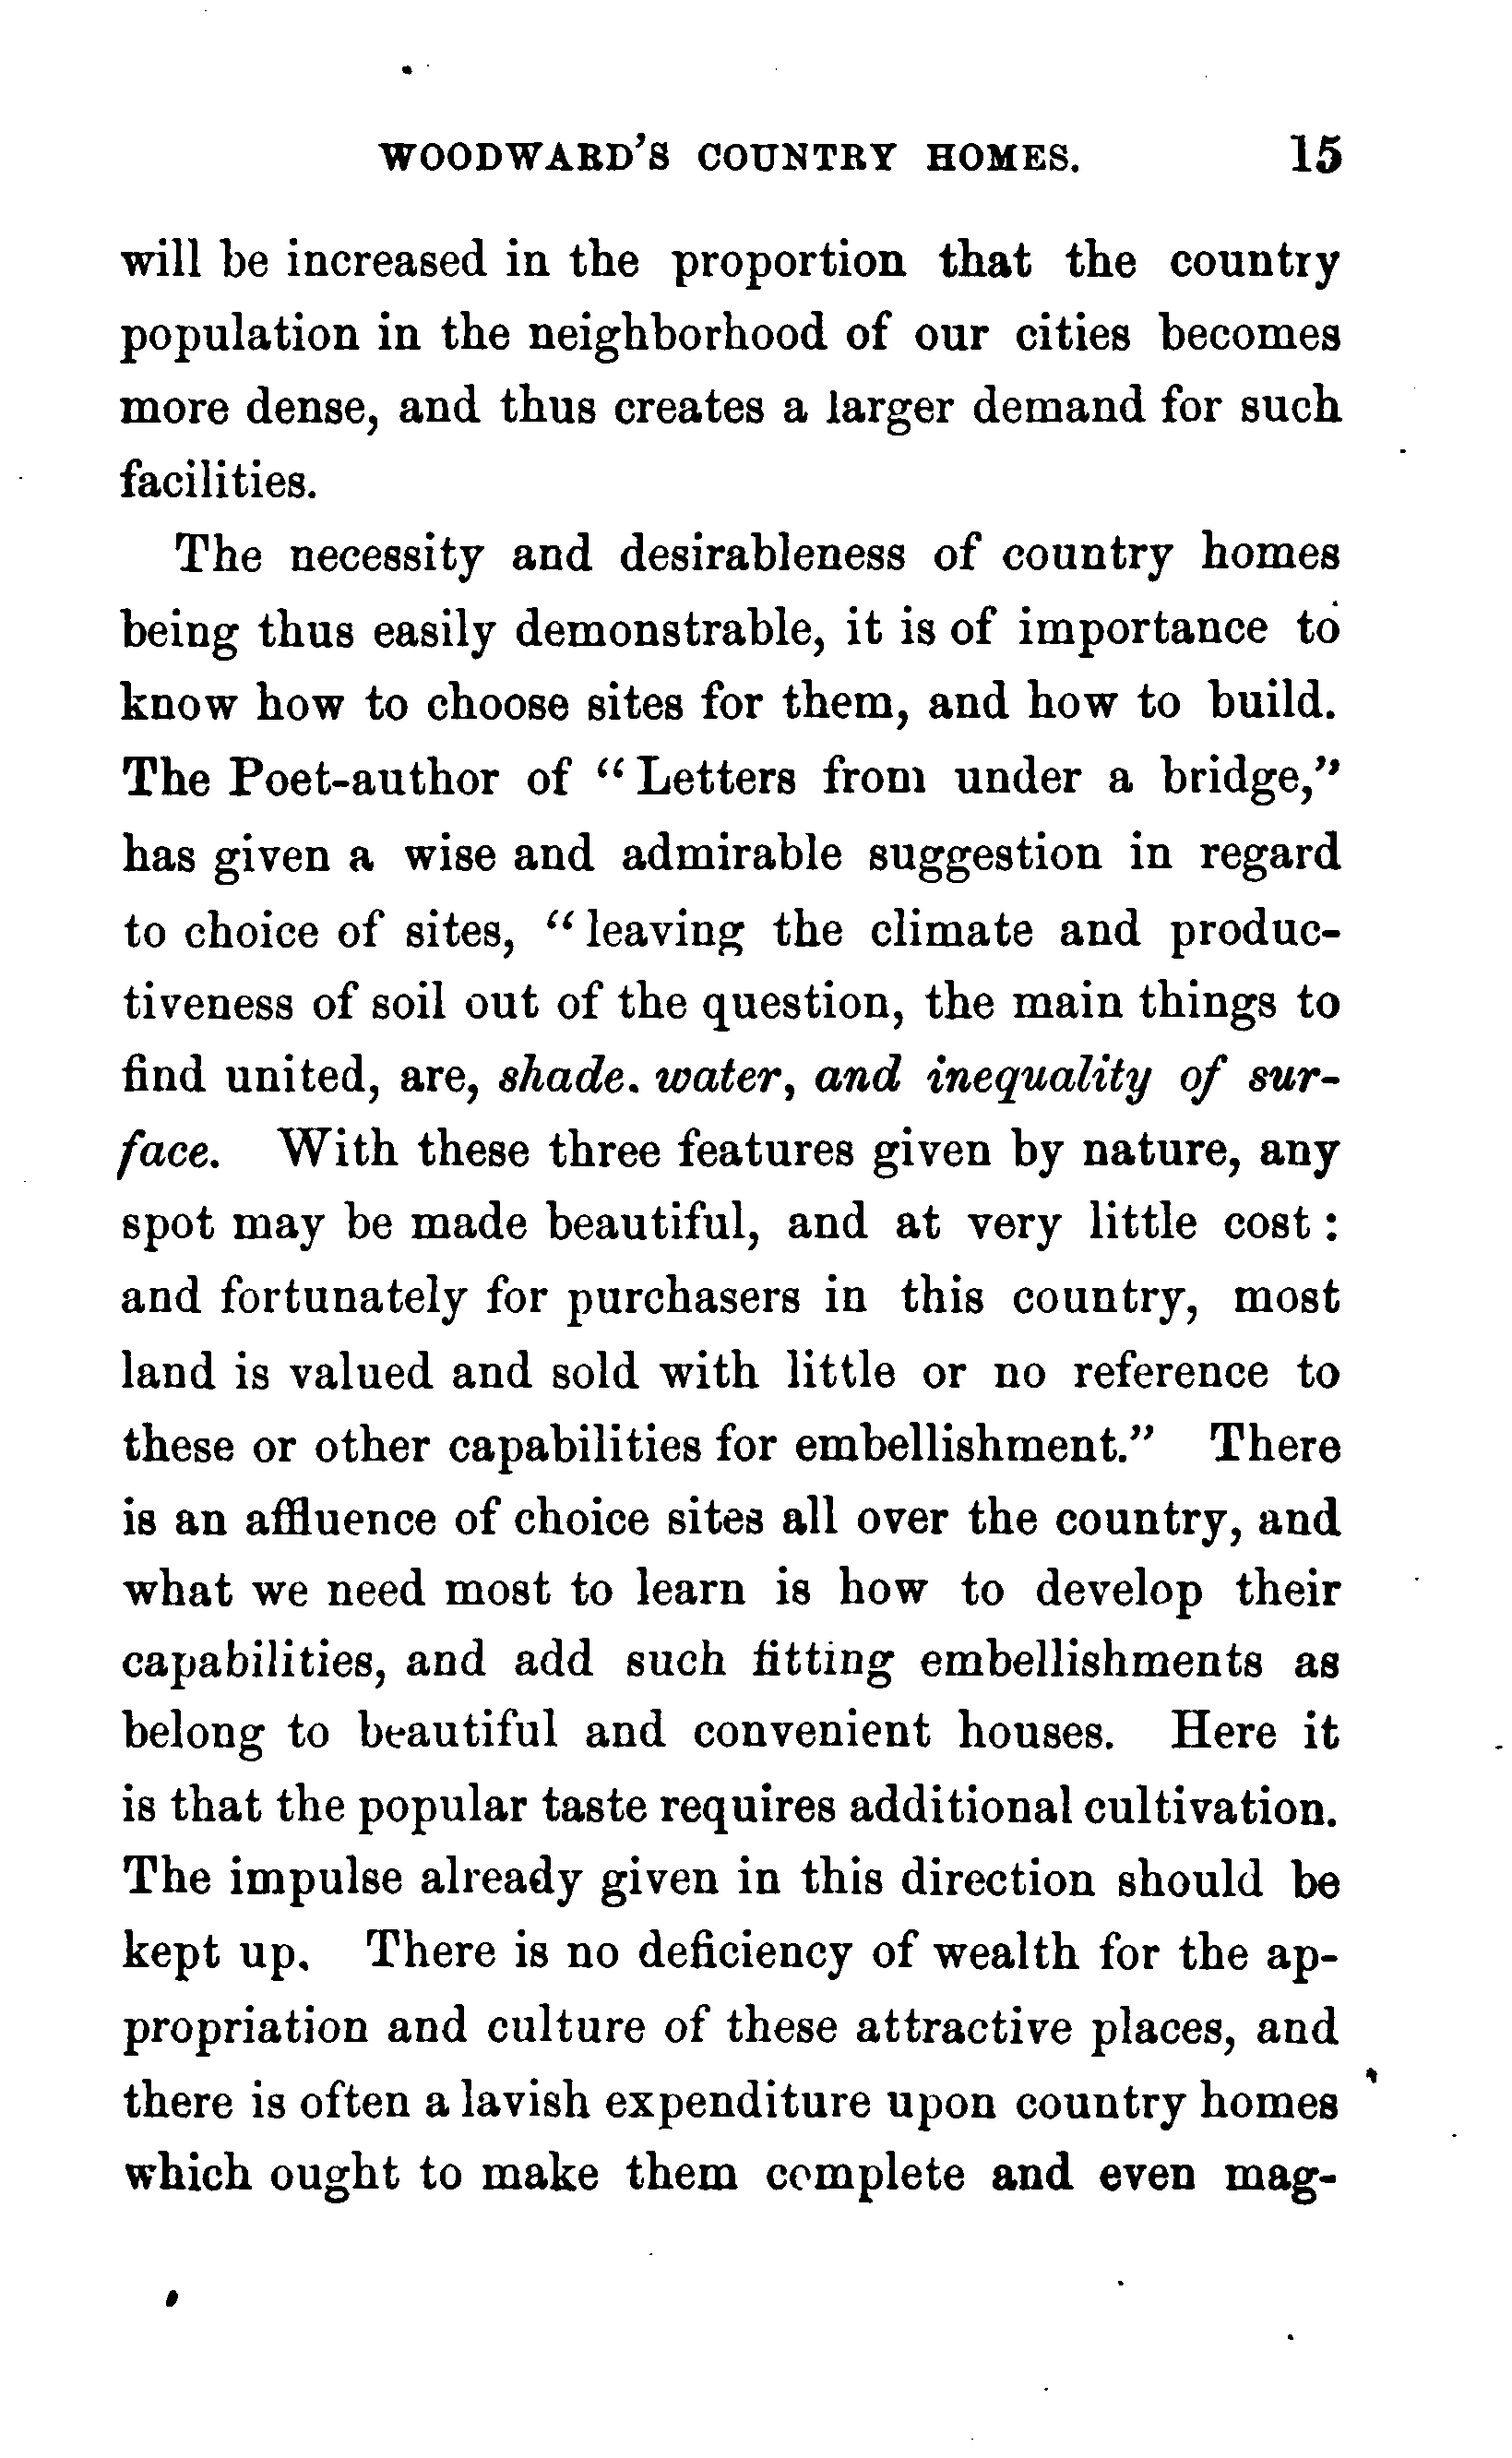 WOODWARD'S COUNTRY HOMES. 15
will be increased in the proportion that the country
population in the neighborhood of our cities becomes
more dense, and thus creates a larger demand for such
facilities.
The necessity and desirableness of country homes
being thus easily demonstrable, it is of importance to
know how to choose sites for them, and how to build.
The Poet-author of "Letters from under a bridge,"
has given a wise and admirable suggestion in regard
to choice of sites, "leaving the climate and produc-
tiveness of soil out of the question, the main things to
find united, are, shade. water, and inequality of sur-
face. With these three features given by nature, any
spot may be made beautiful, and at very little cost :
and fortunately for purchasers in this country, most
land is valued and sold with little or no reference to
these or other capabilities for embellishment." There
is an affluence of choice sites all over the country, and
what we need most to learn is how to develop their
capabilities, and add such fitting embellishments as
belong to beautiful and convenient houses. Here it
is that the popular taste requires additional cultivation.
The impulse already given in this direction should be
kept up. There is no deficiency of wealth for the ap-
propriation and culture of these attractive places, and
there is often a lavish expenditure upon country homes
which ought to make them complete and even mag-